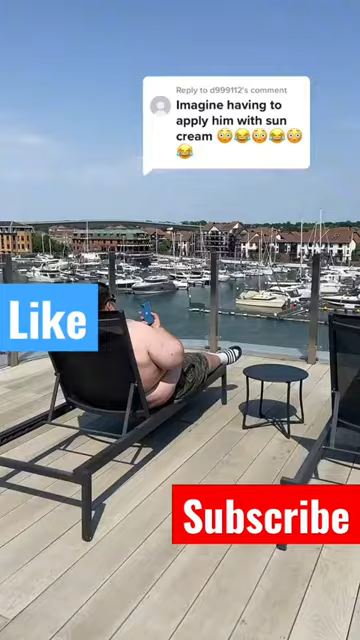 Reply to d999112's comment
Imagine having to
apply him with sun
cream 😳😂😳😂😳
😂
Like
Subscribe